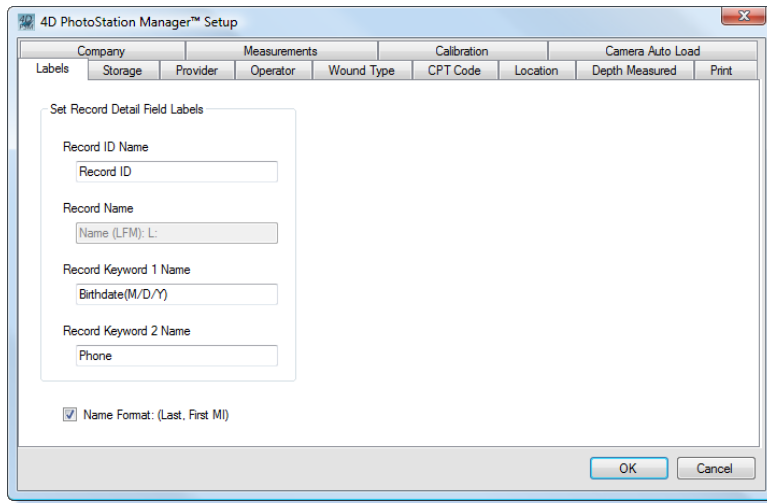 4D PhotoStation Manager™ Setup
Company Measurements Calibration Camera Auto Load
Labels Storage Provider Operator Wound Type CPT Code Location Depth Measured Print
Set Record Detail Field Labels
Record ID Name
Record ID
Record Name
Name (LFM): L:
Record Keyword 1 Name
Birthdate(M/D/Y)
Record Keyword 2 Name
Phone
Name Format: (Last, First MI)
OK Cancel